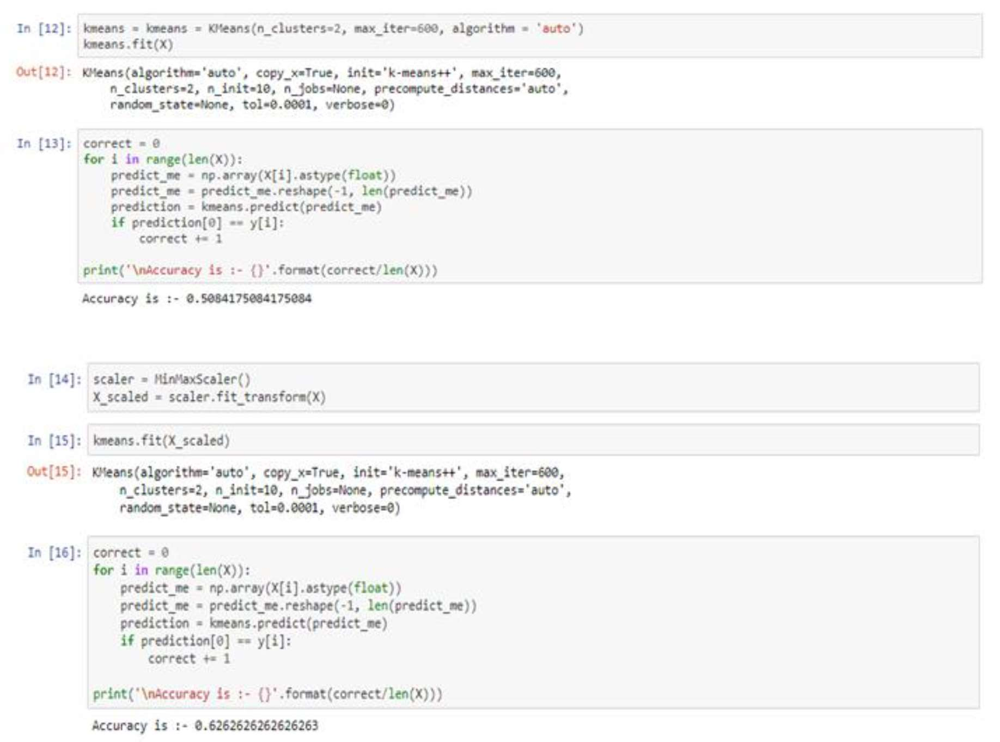 In [12]: kmeans = kmeans = KMeans(n_clusters=2, max_iter=600, algorithm = 'auto')
kmeans.fit(X)
Out[12]: KMeans(algorithm='auto', copy_x=True, init='k-means++', max_iter=600,
n_clusters=2, n_init=10, n_jobs=None, precompute_distances='auto',
random_state=None, tol=0.0001, verbose=0)
In [13]: correct = 0
for i in range(len(X)):
predict_me = np.array(X[i].astype(float))
predict_me = predict_me.reshape(-1, len(predict_me))
prediction = kmeans.predict(predict_me)
if prediction[0] == y[i]:
correct += 1
print('\nAccuracy is :- {}'.format(correct/len(X)))
Accuracy is :- 0.5084175084175084
In [14]: scaler = MinMaxScaler()
X_scaled = scaler.fit_transform(X)
In [15]: kmeans.fit(X_scaled)
Out[15]: KMeans(algorithm='auto', copy_x=True, init='k-means++', max_iter=600,
n_clusters=2, n_init=10, n_jobs=None, precompute_distances='auto',
random_state=None, tol=0.0001, verbose=0)
In [16]: correct = 0
for i in range(len(X)):
predict_me = np.array(X[i].astype(float))
predict_me = predict_me.reshape(-1, len(predict_me))
prediction = kmeans.predict(predict_me)
if prediction[0] == y[i]:
correct += 1
print('\nAccuracy is :- {}'.format(correct/len(X)))
Accuracy is :- 0.6262626262626263